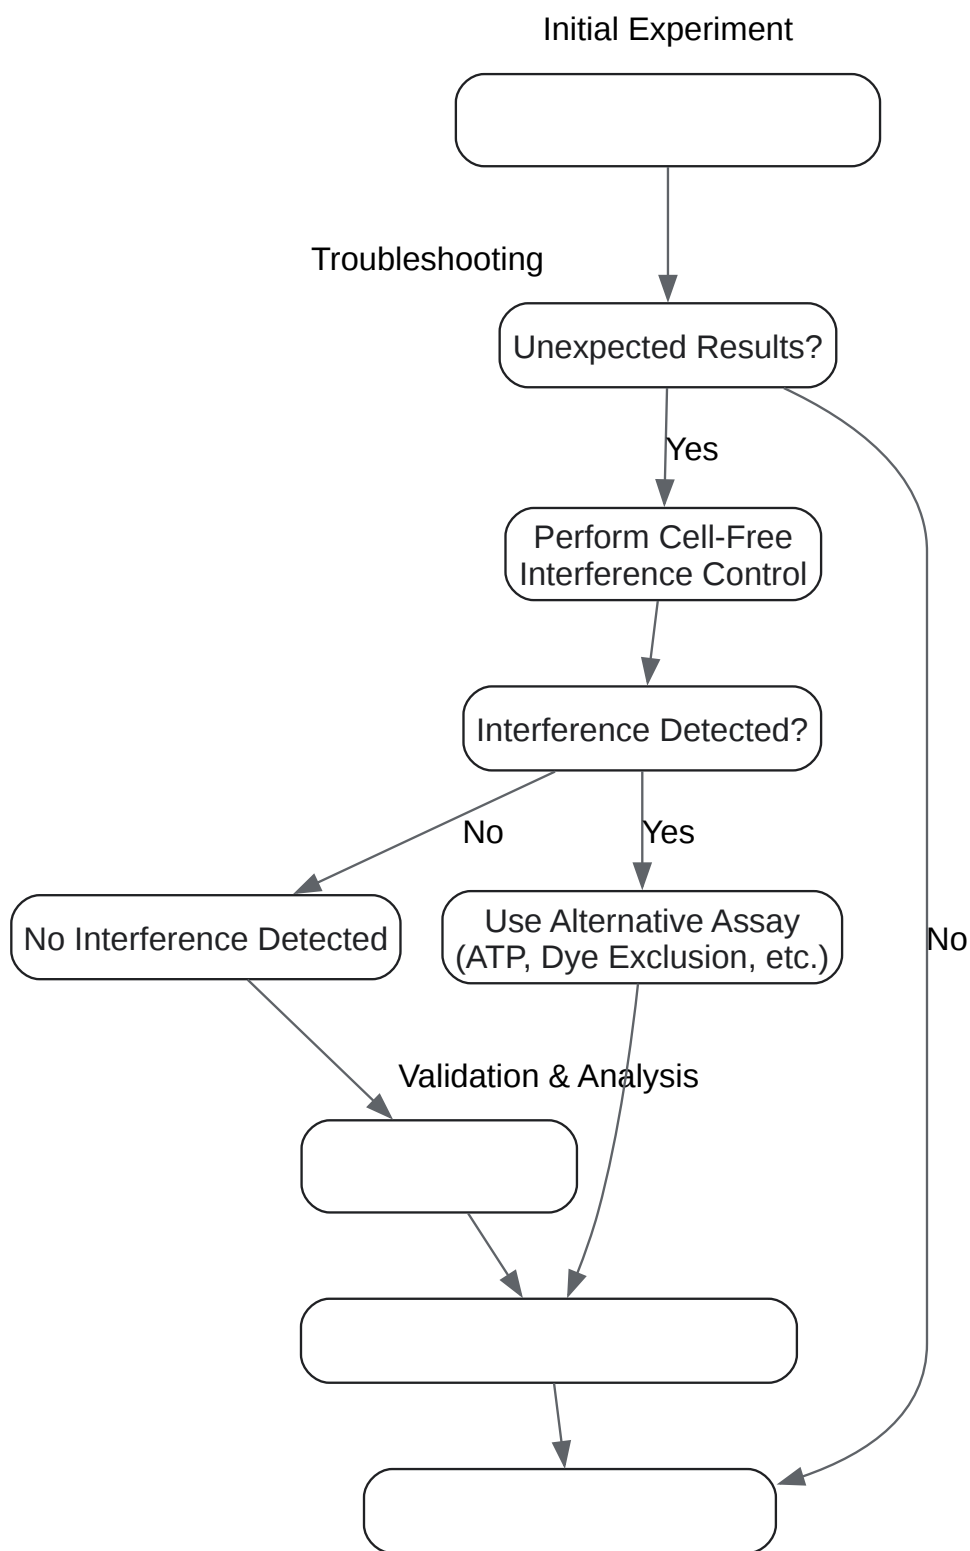 Initial Experiment
Troubleshooting
Unexpected Results?
Yes
Perform Cell-Free
Interference Control
Interference Detected?
No
Yes
No Interference Detected
Use Alternative Assay
(ATP, Dye Exclusion, etc.)
No
Validation & Analysis